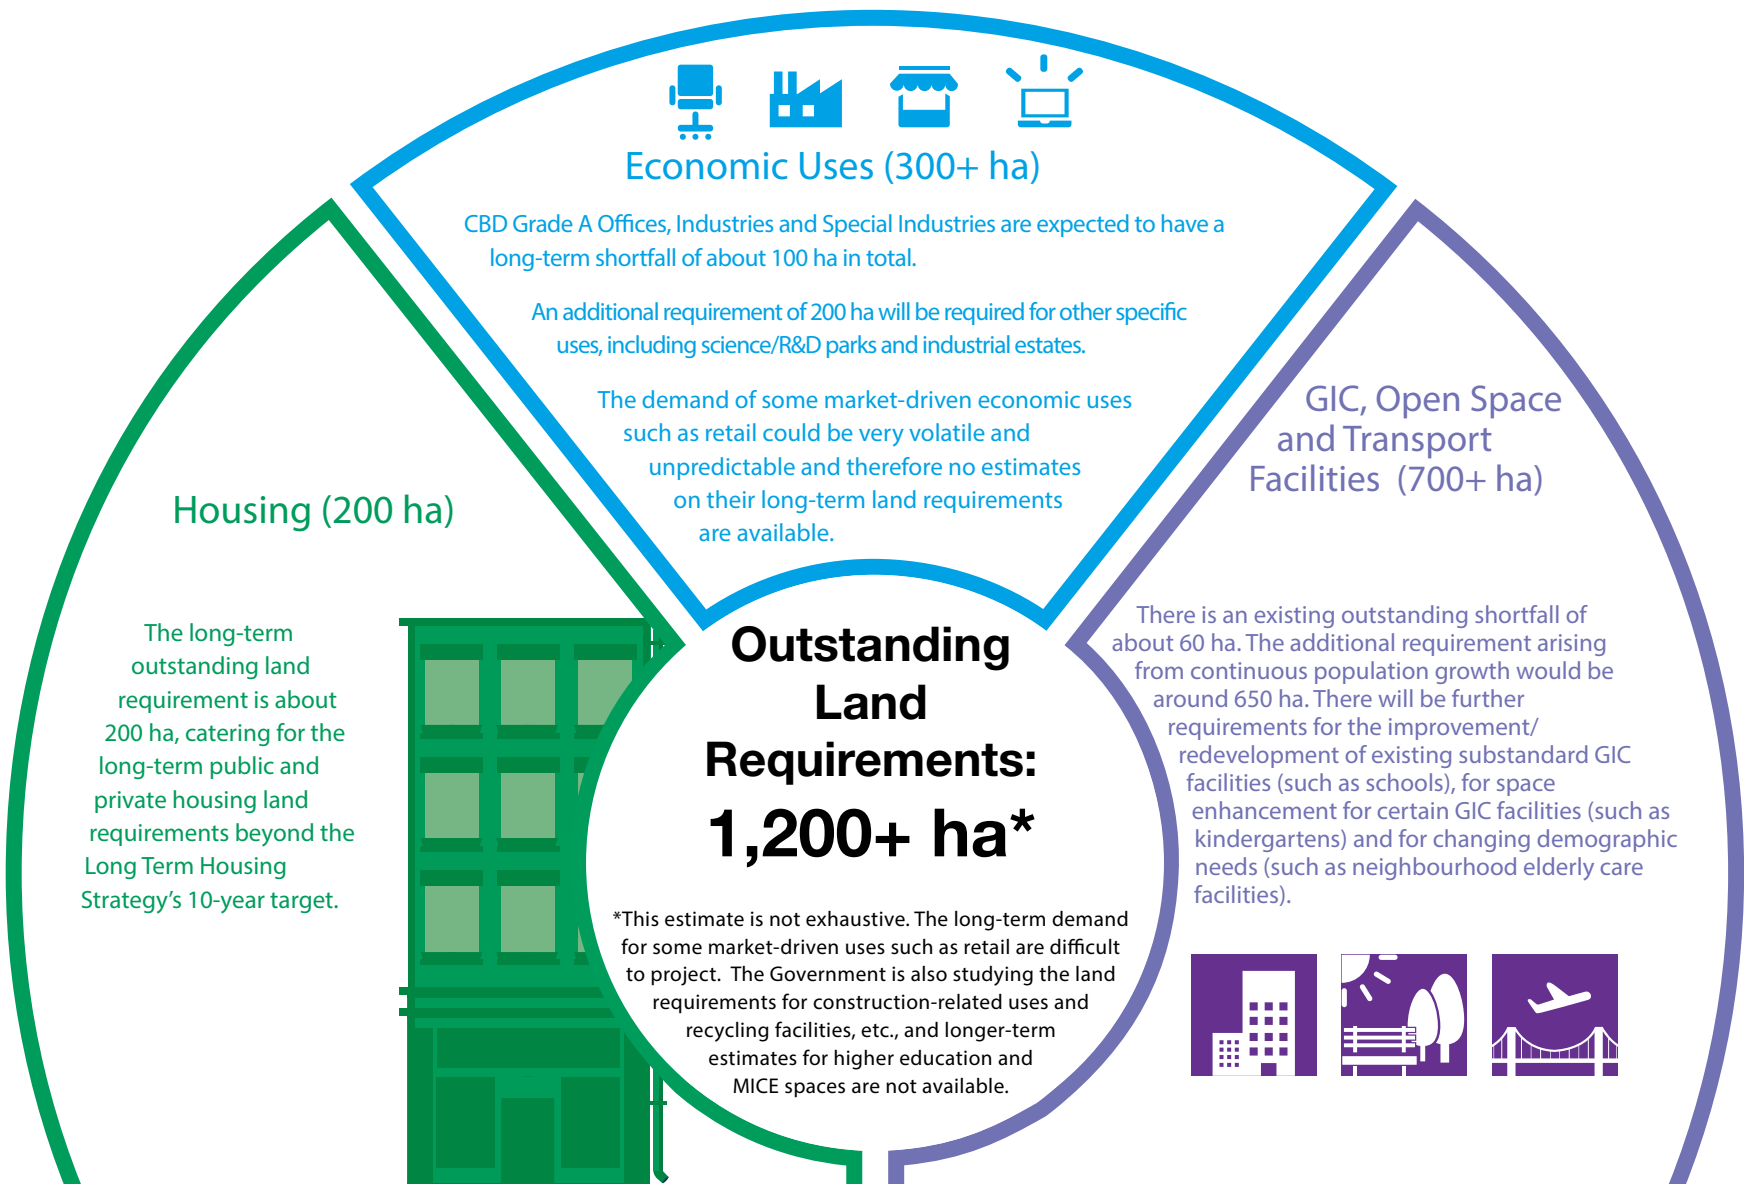 Economic Uses (300+ ha)
CBD Grade A Offices, Industries and Special Industries are expected to have a
long-term shortfall of about 100 ha in total.
An additional requirement of 200 ha will be required for other specific
uses, including science/R&D parks and industrial estates.
The demand of some market-driven economic uses
such as retail could be very volatile and
unpredictable and therefore no estimates
on their long-term land requirements
are available.
Housing (200 ha)
The long-term
outstanding land
requirement is about
200 ha, catering for the
long-term public and
private housing land
requirements beyond the
Long Term Housing
Strategy's 10-year target.
GIC, Open Space
and Transport
Facilities (700+ ha)
There is an existing outstanding shortfall of
about 60 ha. The additional requirement arising
from continuous population growth would be
around 650 ha. There will be further
requirements for the improvement/
redevelopment of existing substandard GIC
facilities (such as schools), for space
enhancement for certain GIC facilities (such as
kindergartens) and for changing demographic
needs (such as neighbourhood elderly care
facilities).
Outstanding
Land
Requirements:
1,200+ ha*
*This estimate is not exhaustive. The long-term demand
for some market-driven uses such as retail are difficult
to project. The Government is also studying the land
requirements for construction-related uses and
recycling facilities, etc., and longer-term
estimates for higher education and
MICE spaces are not available.